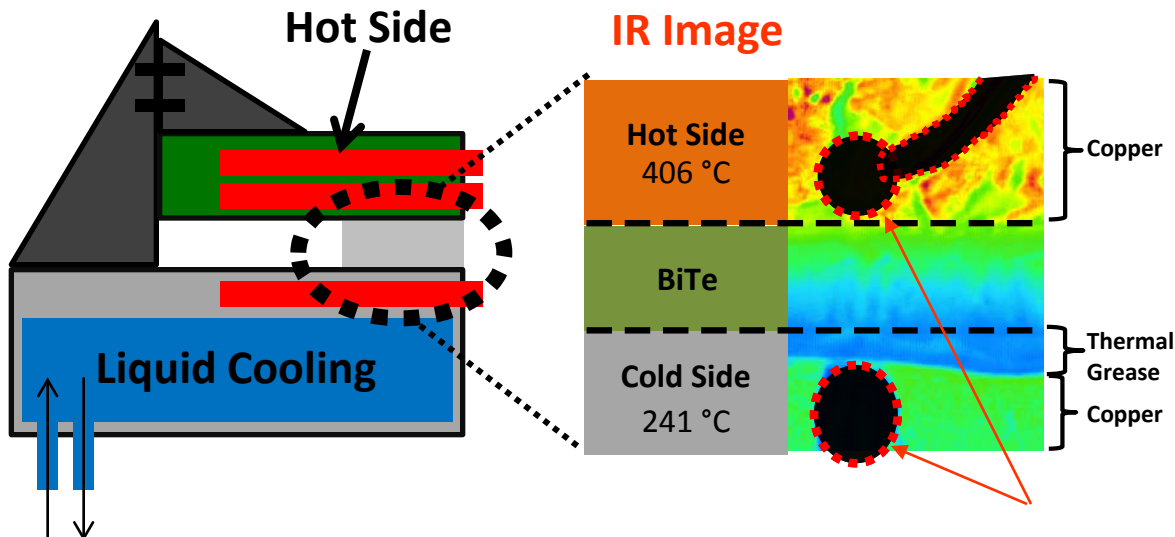 Hot Side
IR Image
Hot Side
406 °C
Copper
BiTe
Thermal
Grease
Cold Side
241 °C
Copper
Liquid Cooling